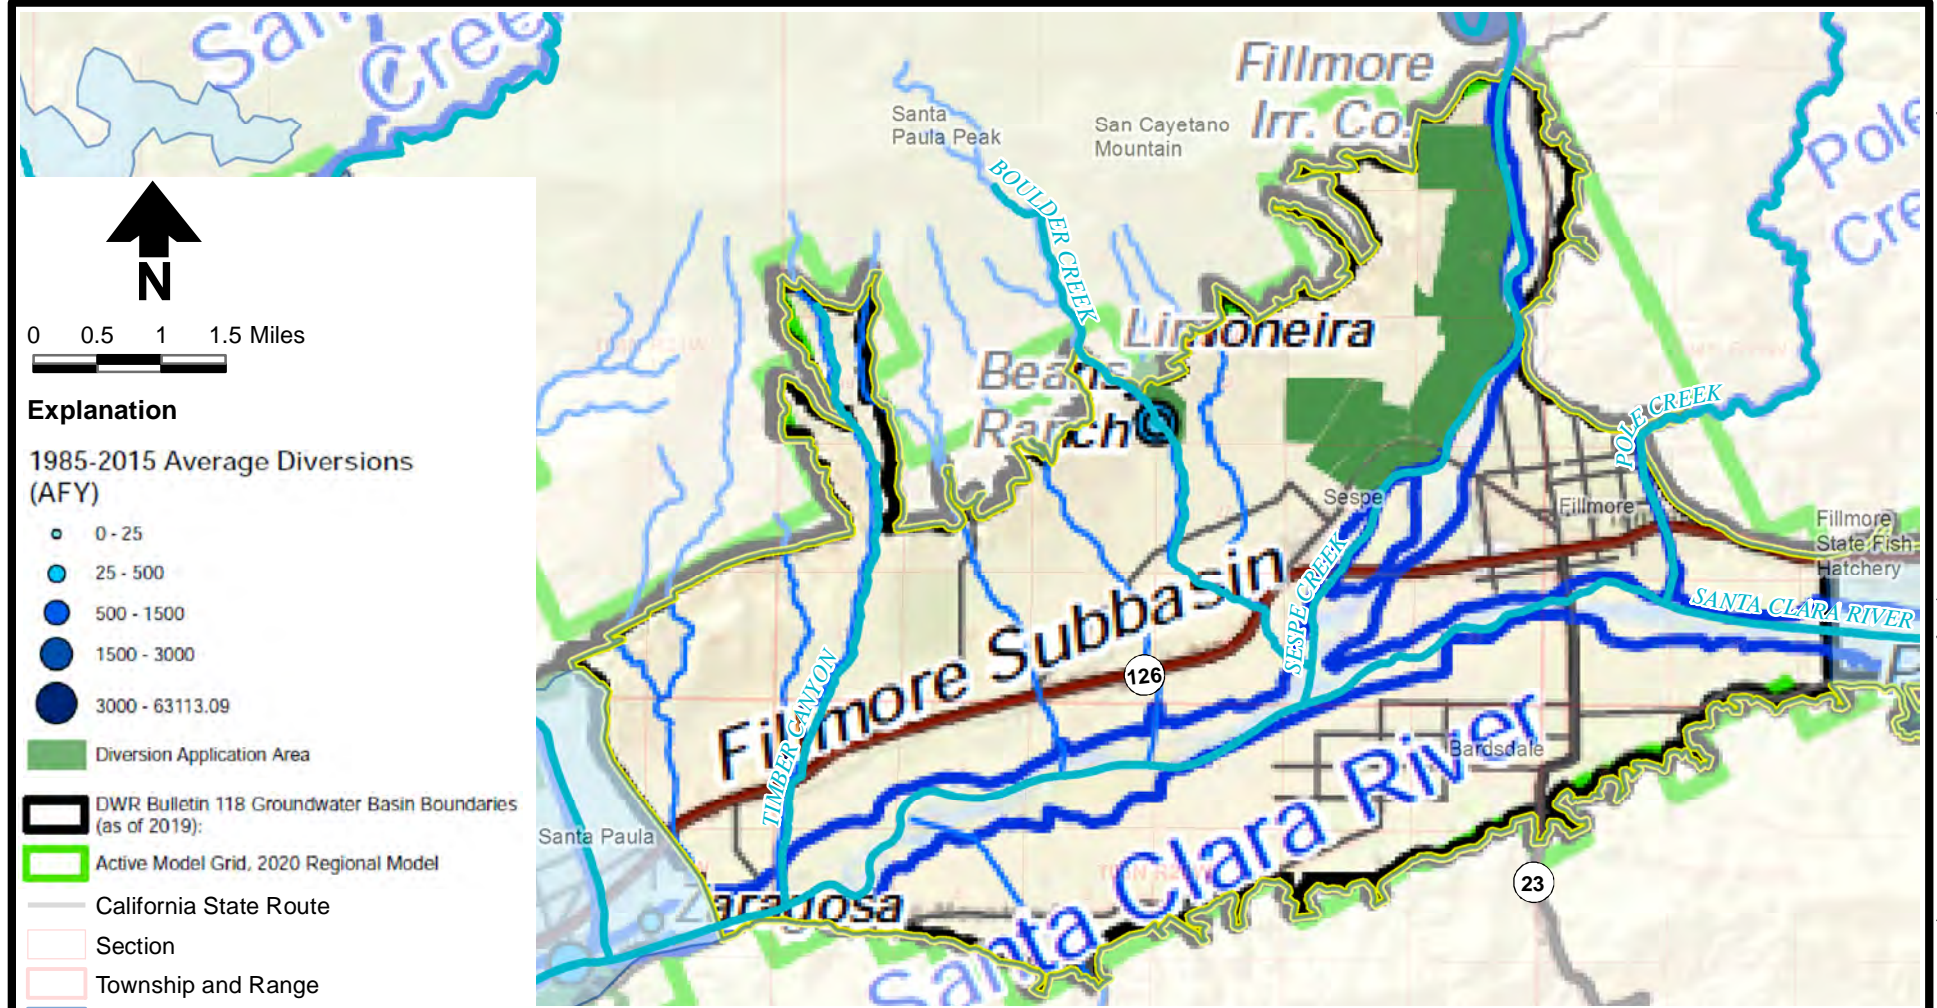 San
Creek
N
0 0.5 1 1.5 Miles
Explanation
1985-2015 Average Diversions
(AFY)
0 - 25
25 - 500
500 - 1500
1500 - 3000
3000 - 63113.09
Diversion Application Area
DWR Bulletin 118 Groundwater Basin Boundaries
(as of 2019):
Active Model Grid, 2020 Regional Model
California State Route
Section
Township and Range
Fillmore
Irr. Co.
Santa
Paula Peak
San Cayetano
Mountain
Pole
Cre
BOULDER CREEK
Limoneira
Beans
Ranch
POLE CREEK
Sespe
Fillmore
Fillmore
State Fish
Hatchery
SESPE CREEK
SANTA CLARA RIVER
Fillmore Subbasin
126
TIMBER CANYON
Bardsdale
Santa Paula
Santa Clara River
Zaragosa
23